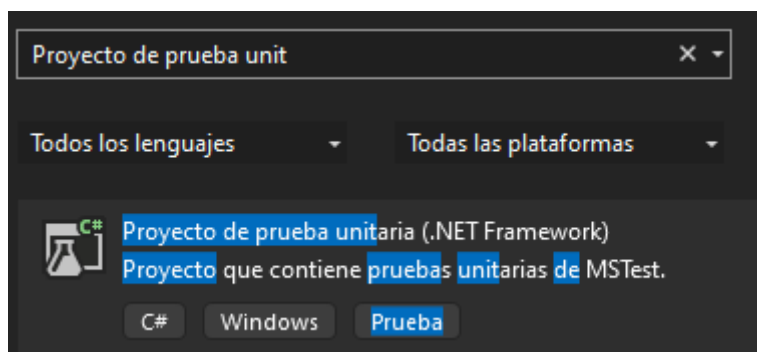 Proyecto de prueba unit
Todos los lenguajes Todas las plataformas
C# Proyecto de prueba unitaria (.NET Framework)
Proyecto que contiene pruebas unitarias de MSTest.
C# Windows Prueba